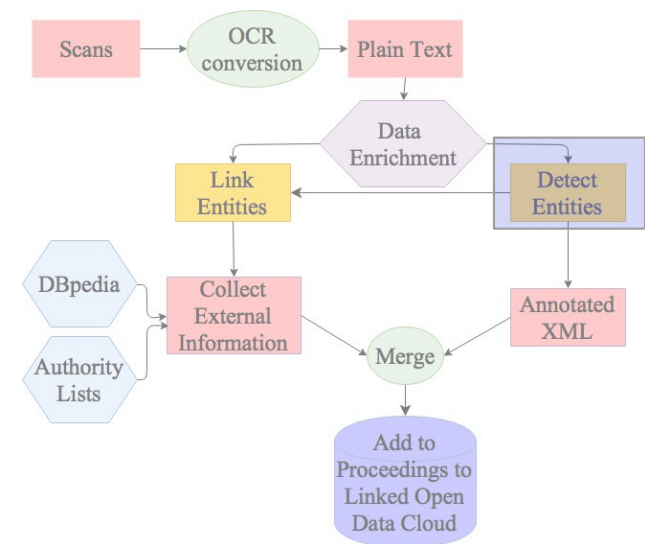 Scans
OCR
conversion
Plain Text
Data
Enrichment
Link
Entities
Detect
Entities
DBpedia
Collect
External
Information
Annotated
XML
Authority
Lists
Merge
Add to
Proceedings to
Linked Open
Data Cloud